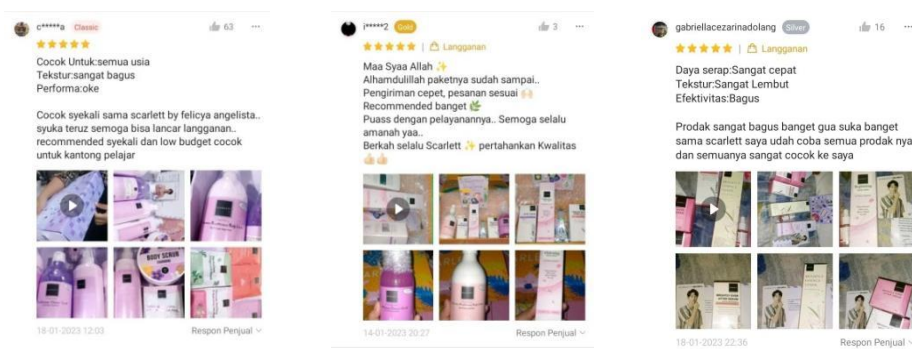 c*****a Classic 63
Cocok Untuk:semua usia
Tekstur:sangat bagus
Performa:oke
Cocok syekali sama scarlett by felicya angelista..
syuka teruz semoga bisa lancar langganan..
recommended syekali dan low budget cocok
untuk kantong pelajar
BODY SCRUB
18-01-2023 12:03 Respon Penjual
i*****2 Gold 3
Langganan
Maa Syaa Allah
Alhamdulillah paketnya sudah sampai..
Pengiriman cepet, pesanan sesuai
Recommended banget
Puass dengan pelayanannya.. Semoga selalu
amanah yaa..
Berkah selalu Scarlett pertahankan Kwalitas
14-01-2023 20:27 Respon Penjual
gabriellacezarinadolang Silver 16
Langganan
Daya serap:Sangat cepat
Tekstur:Sangat Lembut
Efektivitas:Bagus
Prodak sangat bagus banget gua suka banget
sama scarlett saya udah coba semua prodak nya
dan semuanya sangat cocok ke saya
18-01-2023 22:36 Respon Penjual